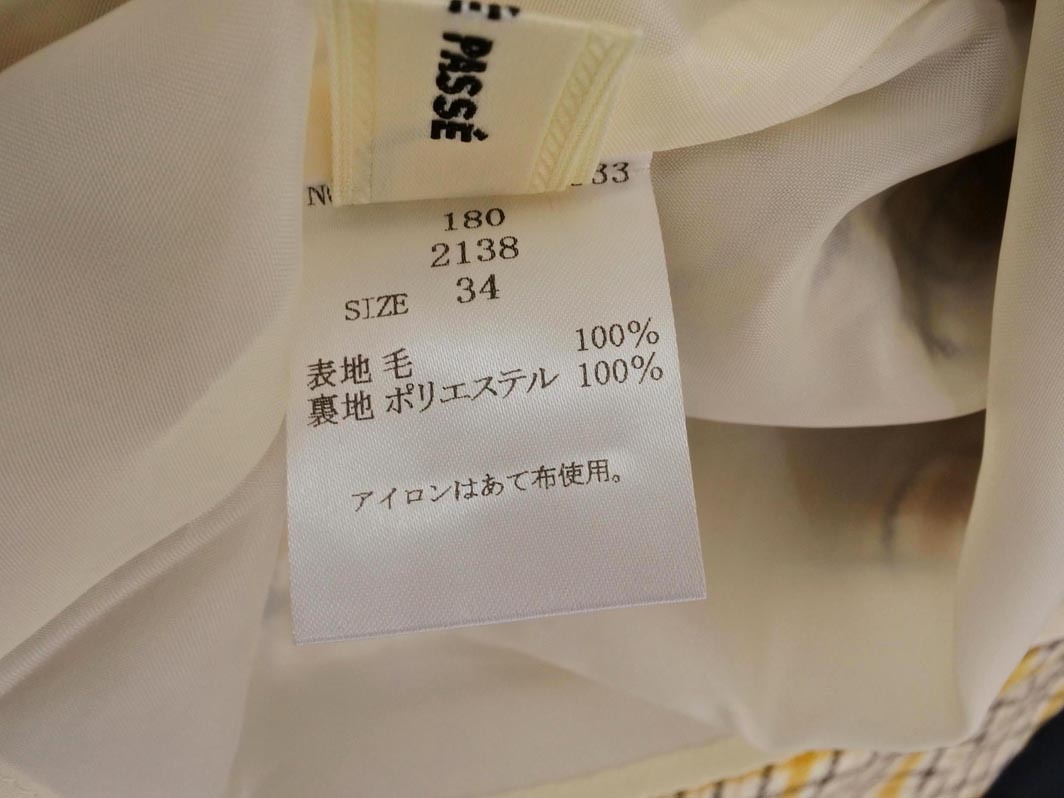 PASSÉ
180
2138
SIZE 34
表地 毛 100%
裏地 ポリエステル 100%
アイロンはあて布使用。